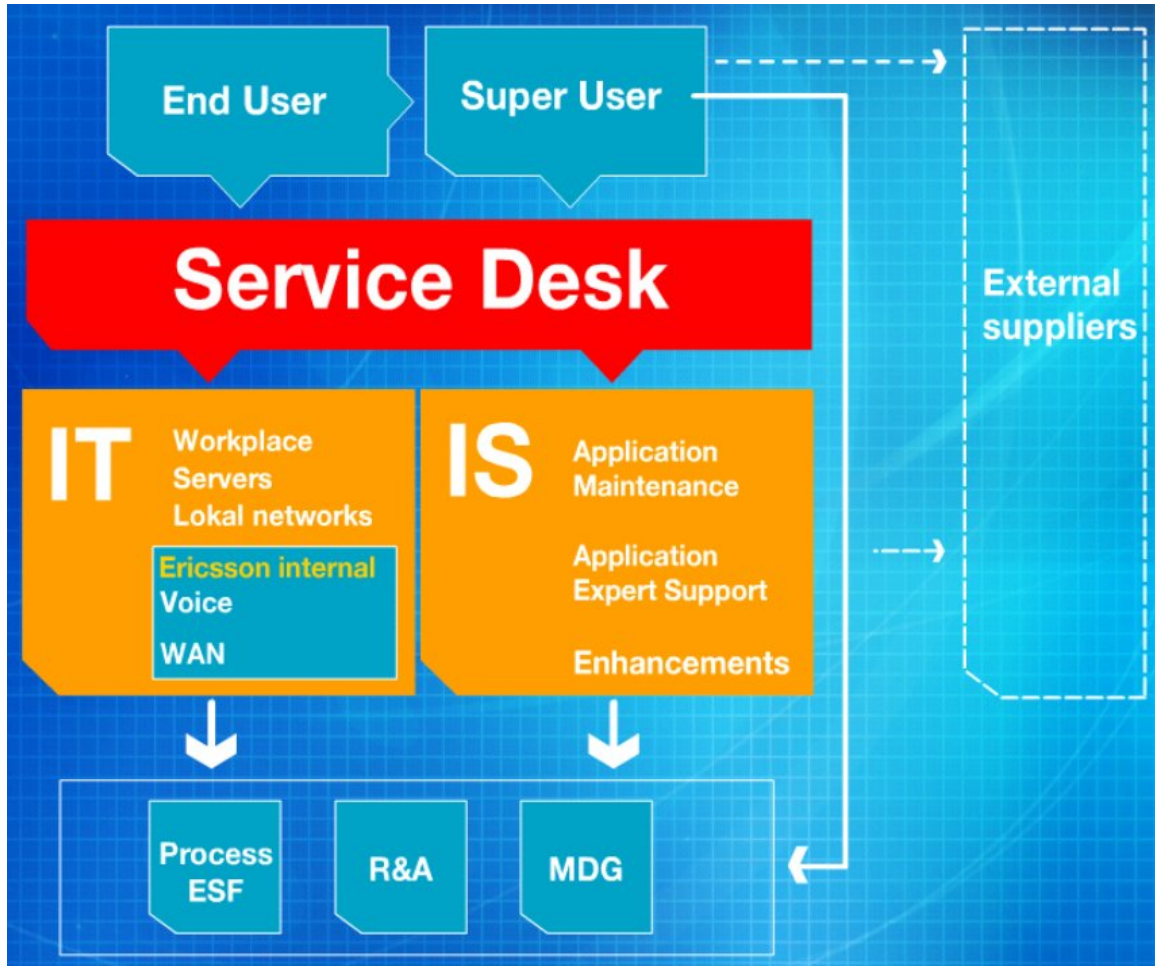 End User
Super User
Service Desk
External
suppliers
IT
Workplace
Servers
Lokal networks
Ericsson internal
Voice
WAN
IS
Application
Maintenance
Application
Expert Support
Enhancements
Process
ESF
R&A
MDG